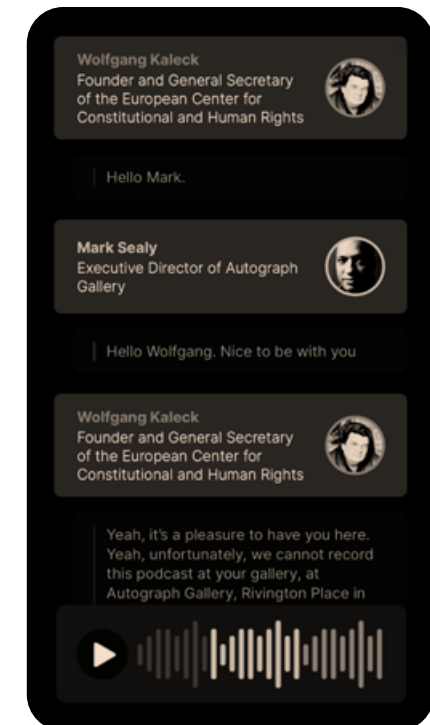 Wolfgang Kaleck
Founder and General Secretary
of the European Center for
Constitutional and Human Rights
Hello Mark.
Mark Sealy
Executive Director of Autograph
Gallery
Hello Wolfgang. Nice to be with you
Wolfgang Kaleck
Founder and General Secretary
of the European Center for
Constitutional and Human Rights
Yeah, it's a pleasure to have you here.
Yeah, unfortunately, we cannot record
this podcast at your gallery, at
Autograph Gallery, Rivington Place in